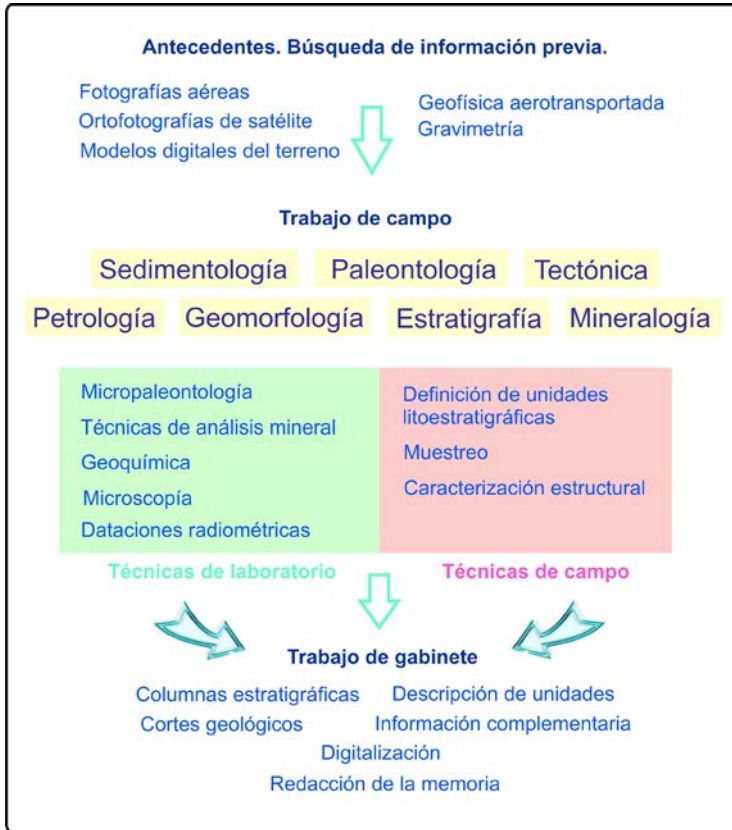 Antecedentes. Búsqueda de información previa.
Fotografías aéreas
Ortofotografías de satélite
Modelos digitales del terreno
Geofísica aerotransportada
Gravimetría
Trabajo de campo
Sedimentología Paleontología Tectónica
Petrología Geomorfología Estratigrafía Mineralogía
Micropaleontología
Técnicas de análisis mineral
Geoquímica
Microscopía
Dataciones radiométricas
Definición de unidades
litoestratigráficas
Muestreo
Caracterización estructural
Técnicas de laboratorio
Técnicas de campo
Trabajo de gabinete
Columnas estratigráficas
Descripción de unidades
Cortes geológicos
Información complementaria
Digitalización
Redacción de la memoria